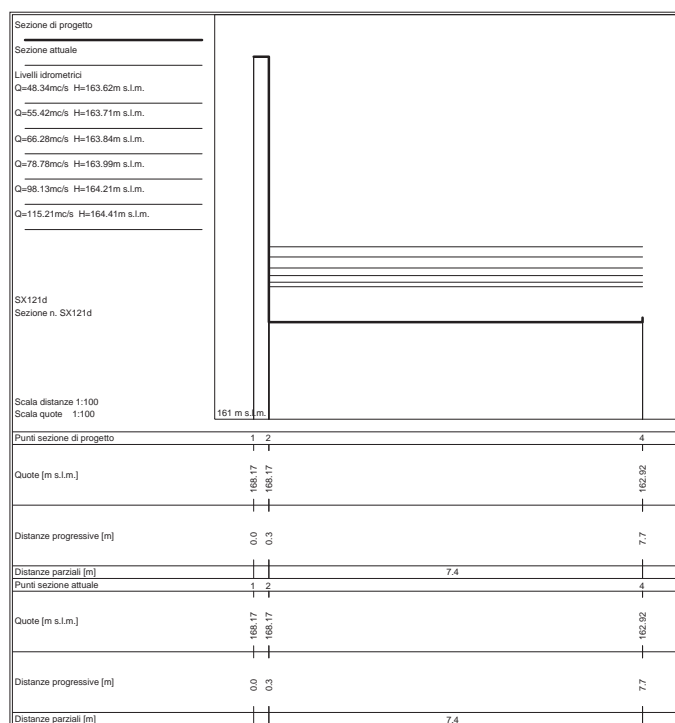 Sezione di progetto
Sezione attuale
Livelli idrometrici
Q=48.34mc/s H=163.62m s.l.m.
Q=55.42mc/s H=163.71m s.l.m.
Q=66.28mc/s H=163.84m s.l.m.
Q=78.78mc/s H=163.99m s.l.m.
Q=98.13mc/s H=164.21m s.l.m.
Q=115.21mc/s H=164.41m s.l.m.
SX121d
Sezione n. SX121d
Scala distanze 1:100
Scala quote 1:100
161 m s.l.m.
Punti sezione di progetto 1 2 4
Quote [m s.l.m.] 168.17 168.17 162.92
Distanze progressive [m] 0.0 0.3 7.7
Distanze parziali [m] 7.4
Punti sezione attuale 1 2 4
Quote [m s.l.m.] 168.17 168.17 162.92
Distanze progressive [m] 0.0 0.3 7.7
Distanze parziali [m] 7.4